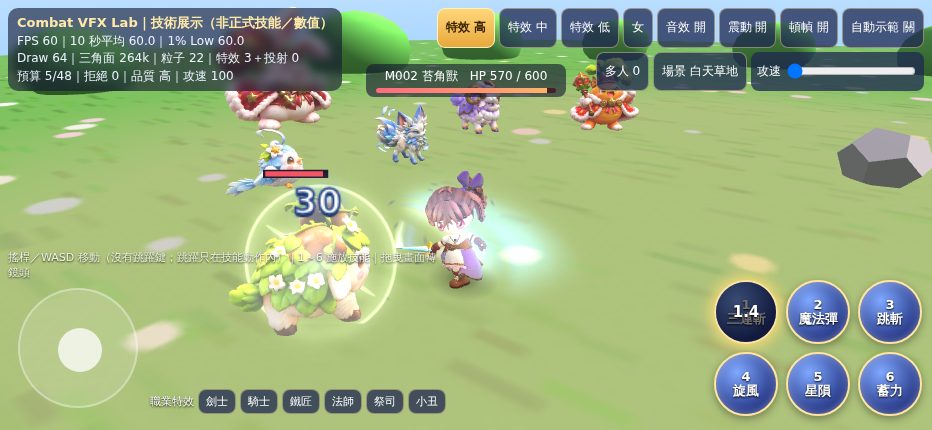 Combat VFX Lab｜技術展示（非正式技能／數值）
FPS 60｜10 秒平均 60.0｜1% Low 60.0
Draw 64｜三角面 264k｜粒子 22｜特效 3＋投射 0
預算 5/48｜拒絕 0｜品質 高｜攻速 100
特效 高
特效 中
特效 低
女
音效 開
震動 開
頓幀 開
自動示範 關
多人 0
場景 白天草地
攻速
M002 苔角獸 HP 570 / 600
30
搖桿／WASD 移動（沒有跳躍鍵；跳躍只在技能動作內）｜1～6 施放技能｜拖曳畫面轉
鏡頭
1
1.4
三連斬
2
魔法彈
3
跳斬
4
旋風
5
星隕
6
蓄力
職業特效
劍士
騎士
鐵匠
法師
祭司
小丑